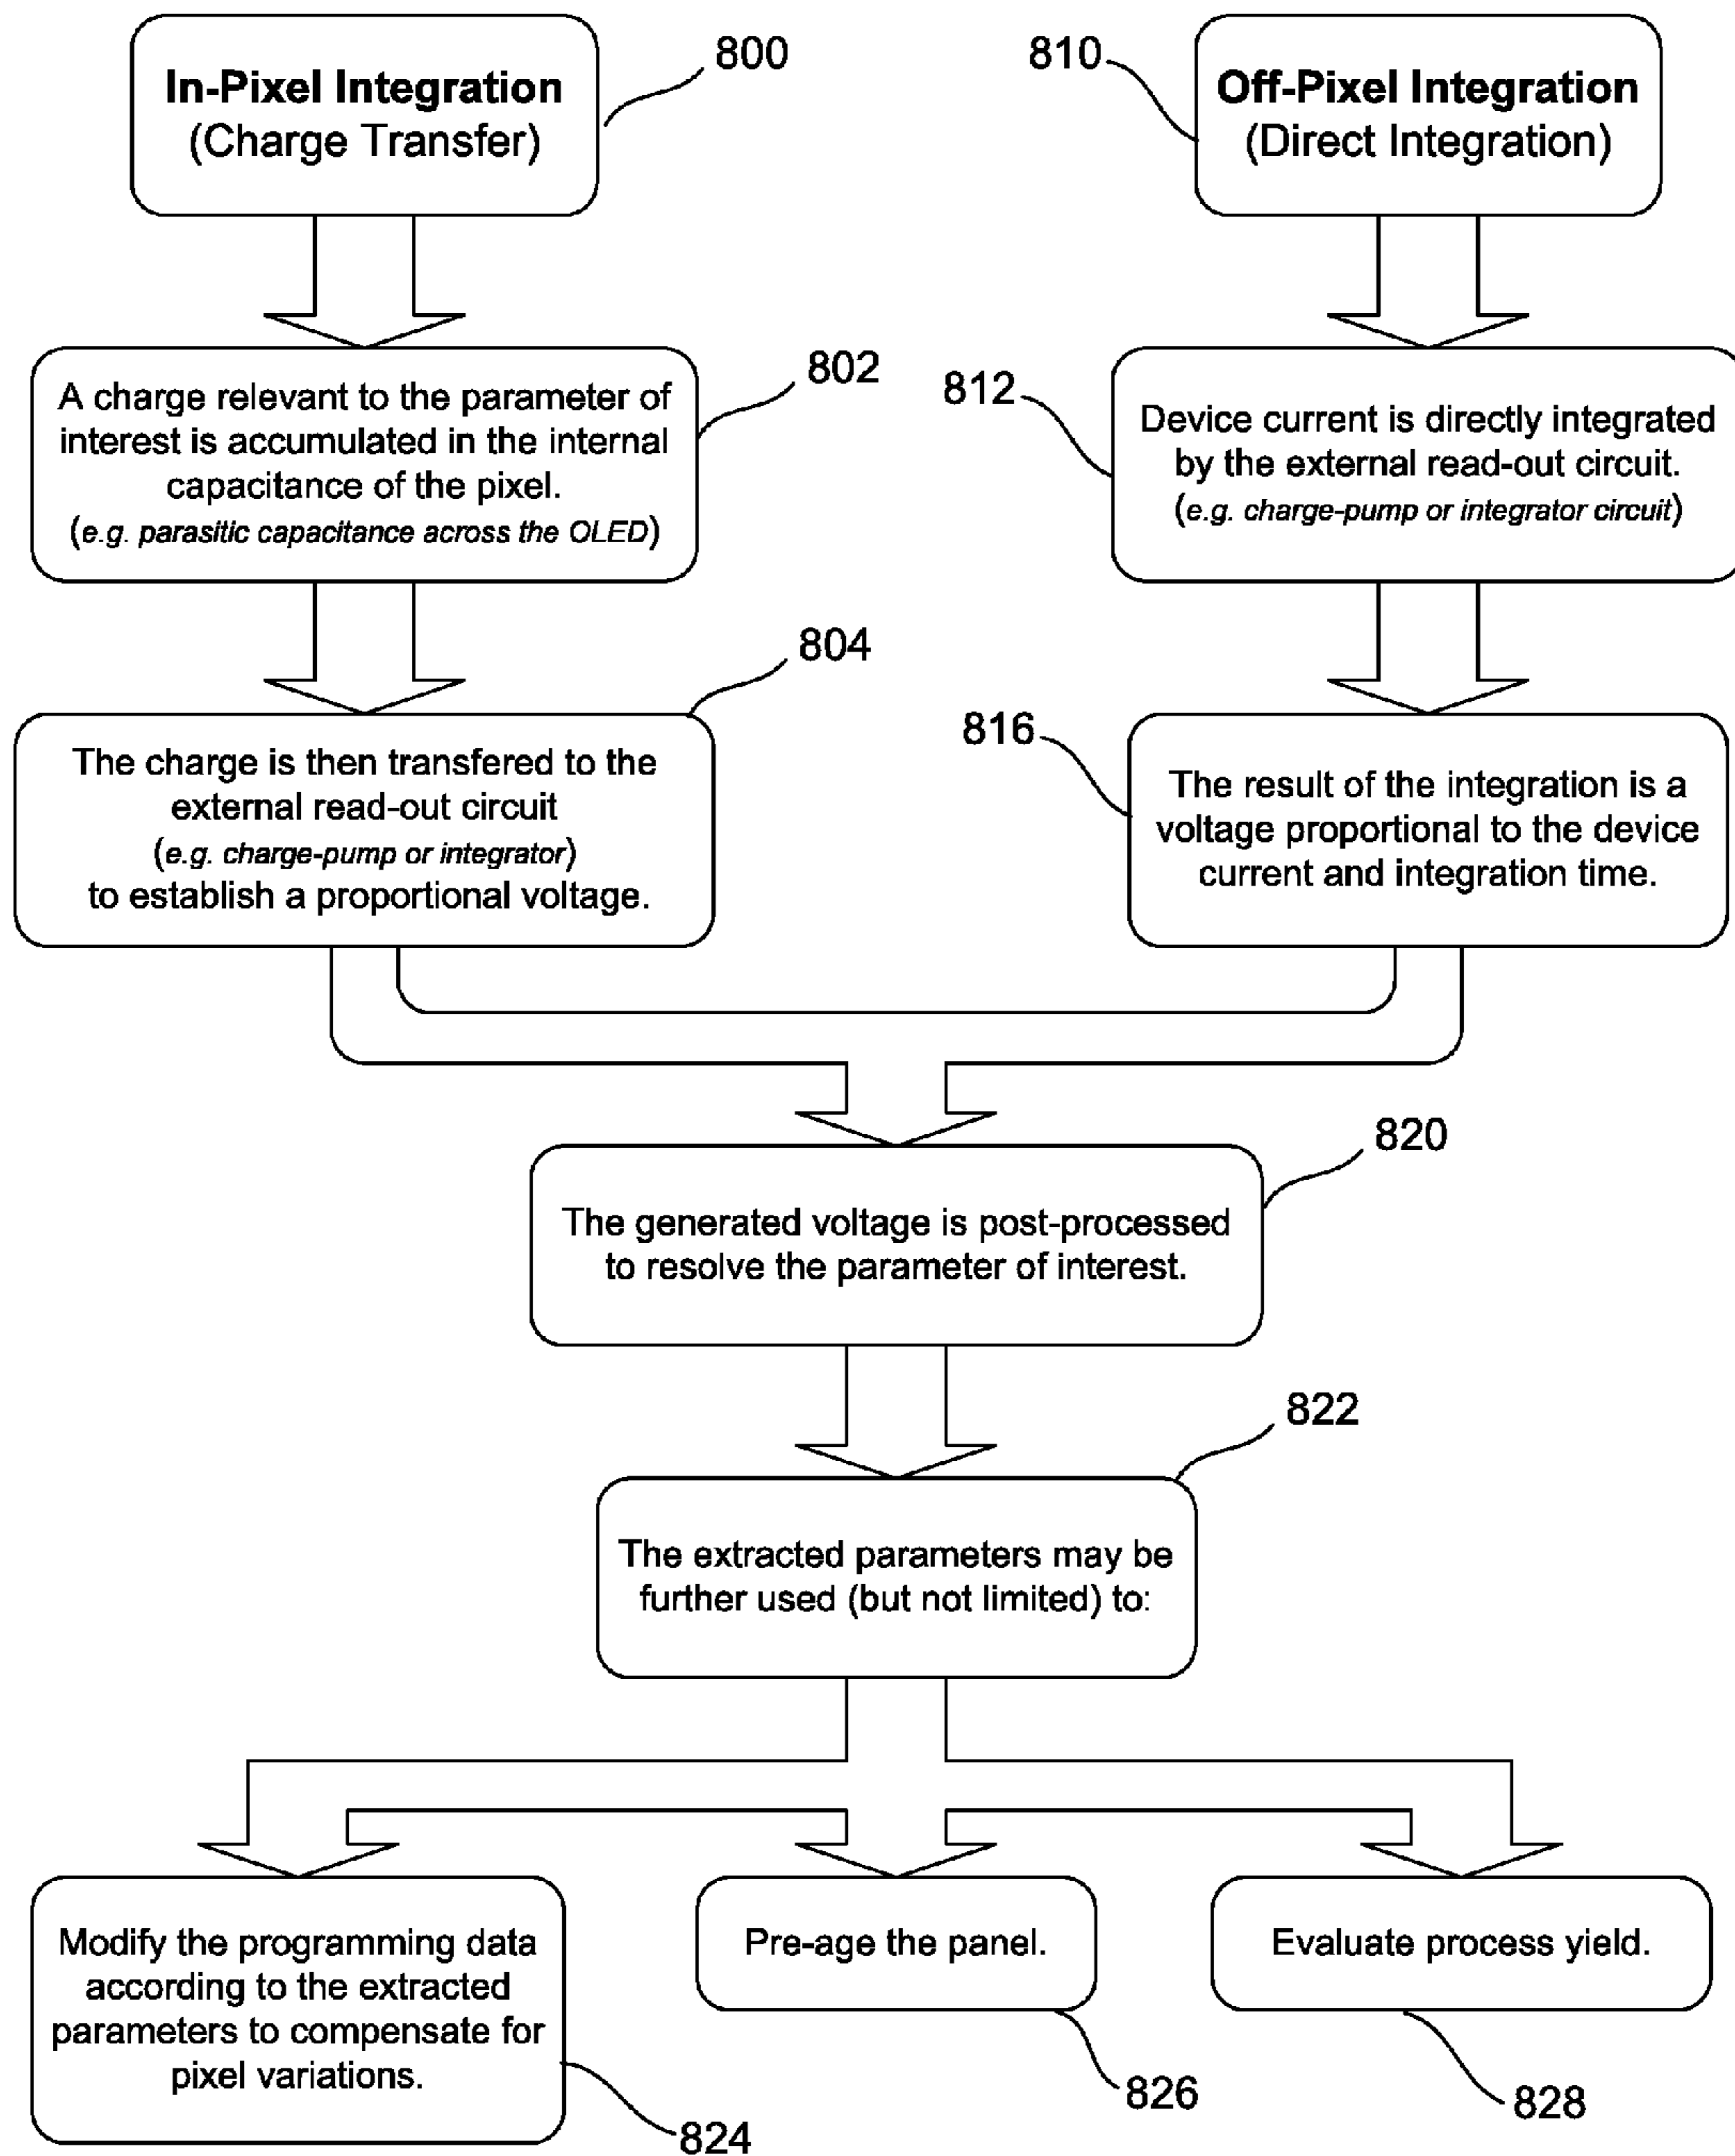 In-Pixel Integration
(Charge Transfer)
800
810
Off-Pixel Integration
(Direct Integration)
A charge relevant to the parameter of
interest is accumulated in the internal
capacitance of the pixel.
(e.g. parasitic capacitance across the OLED)
802
812
Device current is directly integrated
by the external read-out circuit.
(e.g. charge-pump or integrator circuit)
804
The charge is then transfered to the
external read-out circuit
(e.g. charge-pump or integrator)
to establish a proportional voltage.
816
The result of the integration is a
voltage proportional to the device
current and integration time.
820
The generated voltage is post-processed
to resolve the parameter of interest.
822
The extracted parameters may be
further used (but not limited) to:
Modify the programming data
according to the extracted
parameters to compensate for
pixel variations.
824
Pre-age the panel.
826
Evaluate process yield.
828